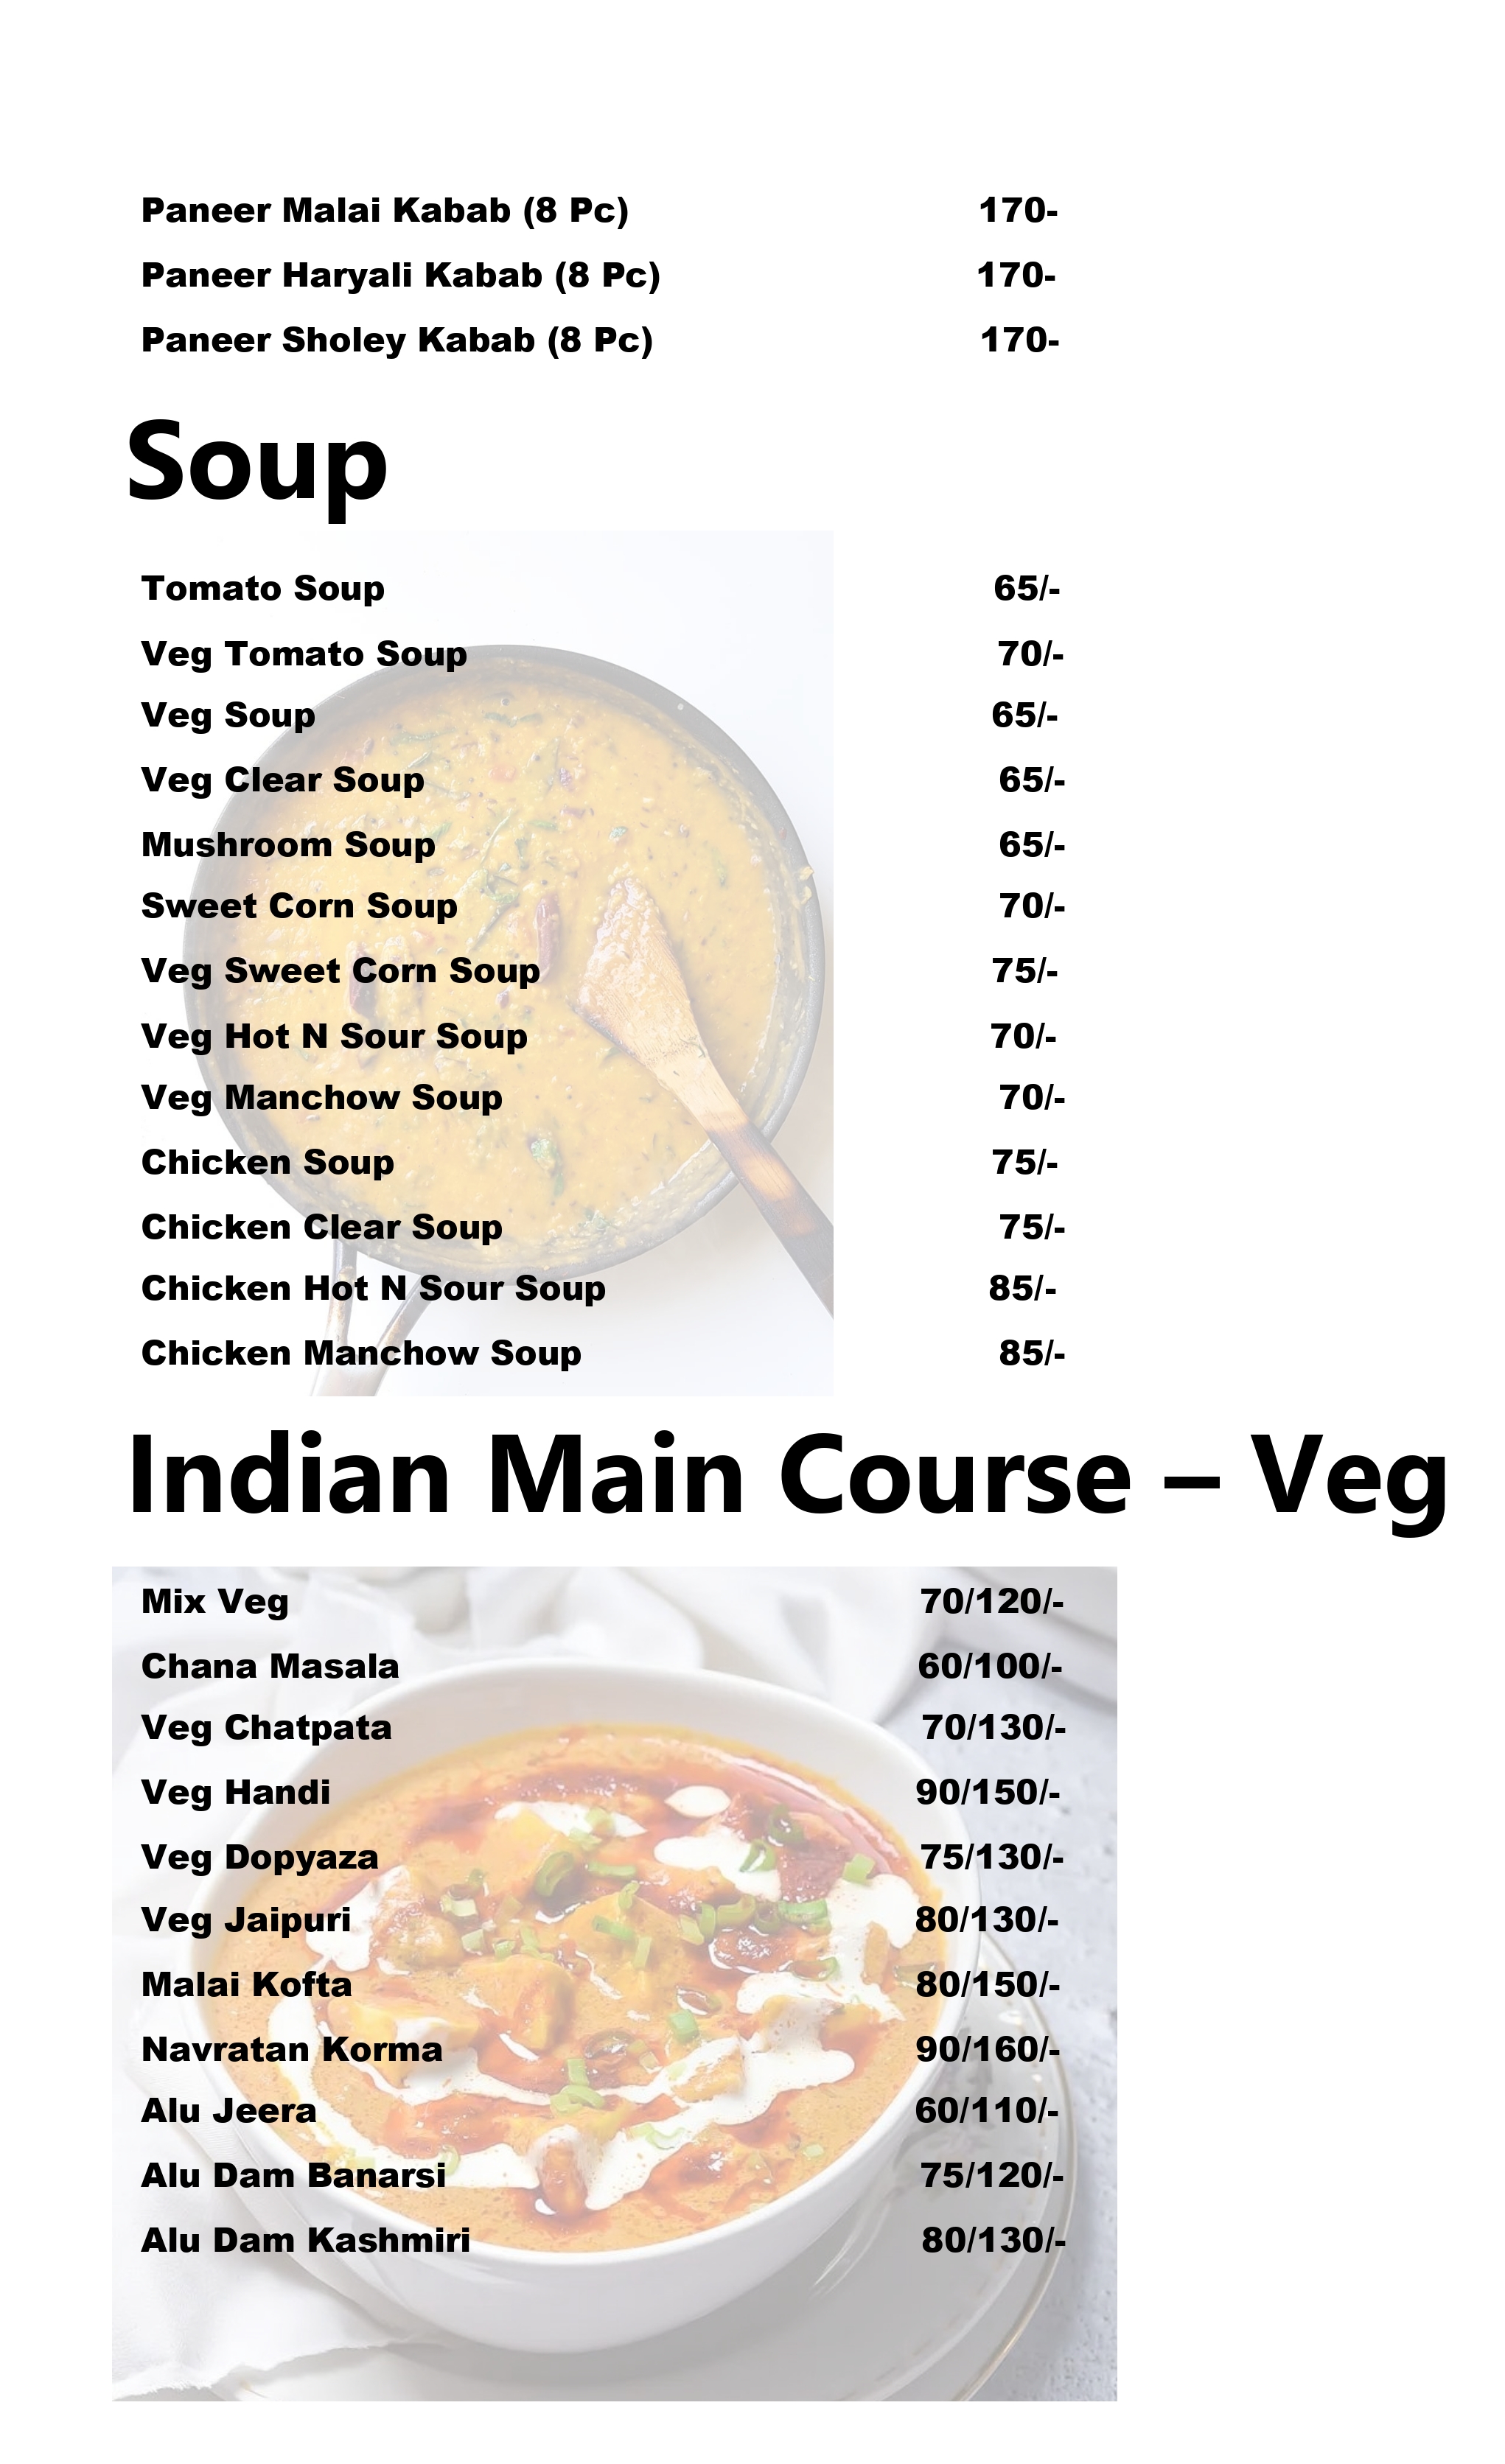 Paneer Malai Kabab (8 Pc) 170-
Paneer Haryali Kabab (8 Pc) 170-
Paneer Sholey Kabab (8 Pc) 170-
Soup
Tomato Soup 65/-
Veg Tomato Soup 70/-
Veg Soup 65/-
Veg Clear Soup 65/-
Mushroom Soup 65/-
Sweet Corn Soup 70/-
Veg Sweet Corn Soup 75/-
Veg Hot N Sour Soup 70/-
Veg Manchow Soup 70/-
Chicken Soup 75/-
Chicken Clear Soup 75/-
Chicken Hot N Sour Soup 85/-
Chicken Manchow Soup 85/-
Indian Main Course – Veg
Mix Veg 70/120/-
Chana Masala 60/100/-
Veg Chatpata 70/130/-
Veg Handi 90/150/-
Veg Dopyaza 75/130/-
Veg Jaipuri 80/130/-
Malai Kofta 80/150/-
Navratan Korma 90/160/-
Alu Jeera 60/110/-
Alu Dam Banarsi 75/120/-
Alu Dam Kashmiri 80/130/-